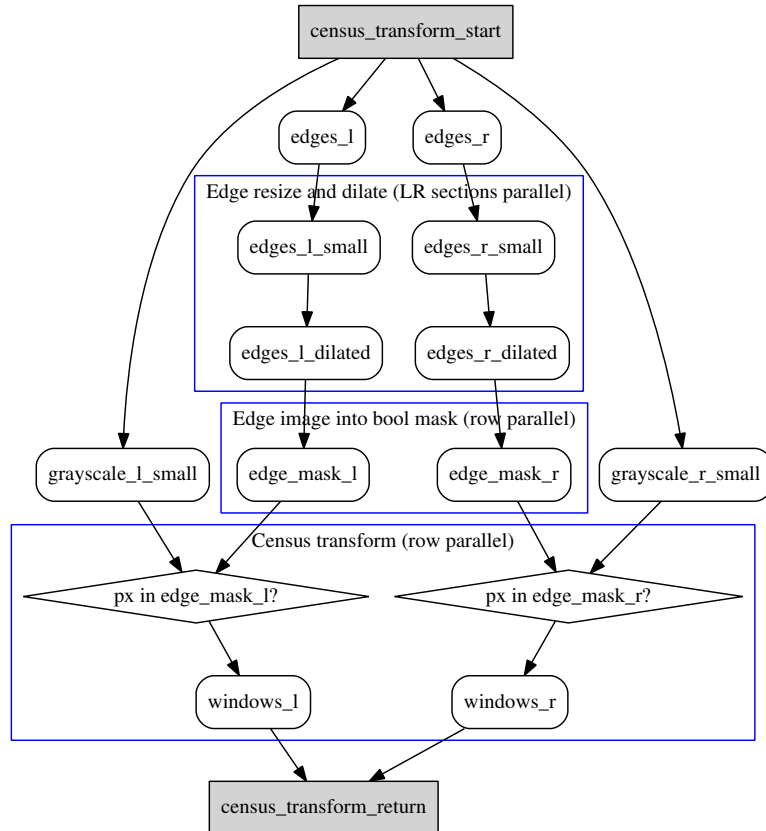 census_transform_start
edges_l
edges_r
Edge resize and dilate (LR sections parallel)
edges_l_small
edges_r_small
edges_l_dilated
edges_r_dilated
Edge image into bool mask (row parallel)
grayscale_l_small
edge_mask_l
edge_mask_r
grayscale_r_small
Census transform (row parallel)
px in edge_mask_l?
px in edge_mask_r?
windows_l
windows_r
census_transform_return